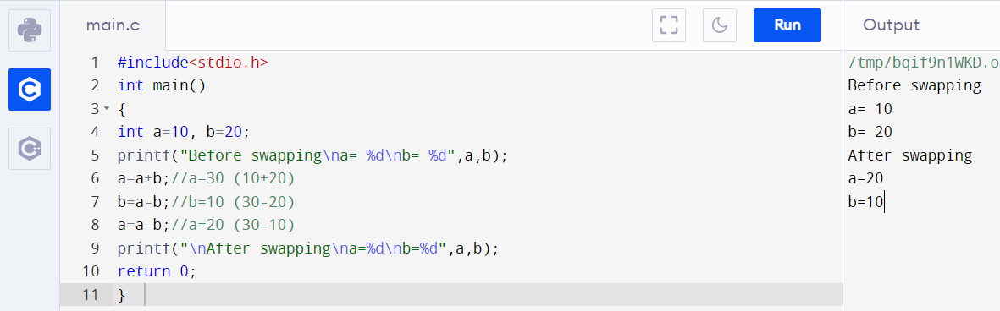 main.c
Run
Output
1 #include<stdio.h>
2 int main()
3 {
4 int a=10, b=20;
5 printf("Before swapping\na= %d\nb= %d",a,b);
6 a=a+b;//a=30 (10+20)
7 b=a-b;//b=10 (30-20)
8 a=a-b;//a=20 (30-10)
9 printf("\nAfter swapping\na=%d\nb=%d",a,b);
10 return 0;
11 }
/tmp/bqif9n1WKD.o
Before swapping
a= 10
b= 20
After swapping
a=20
b=10